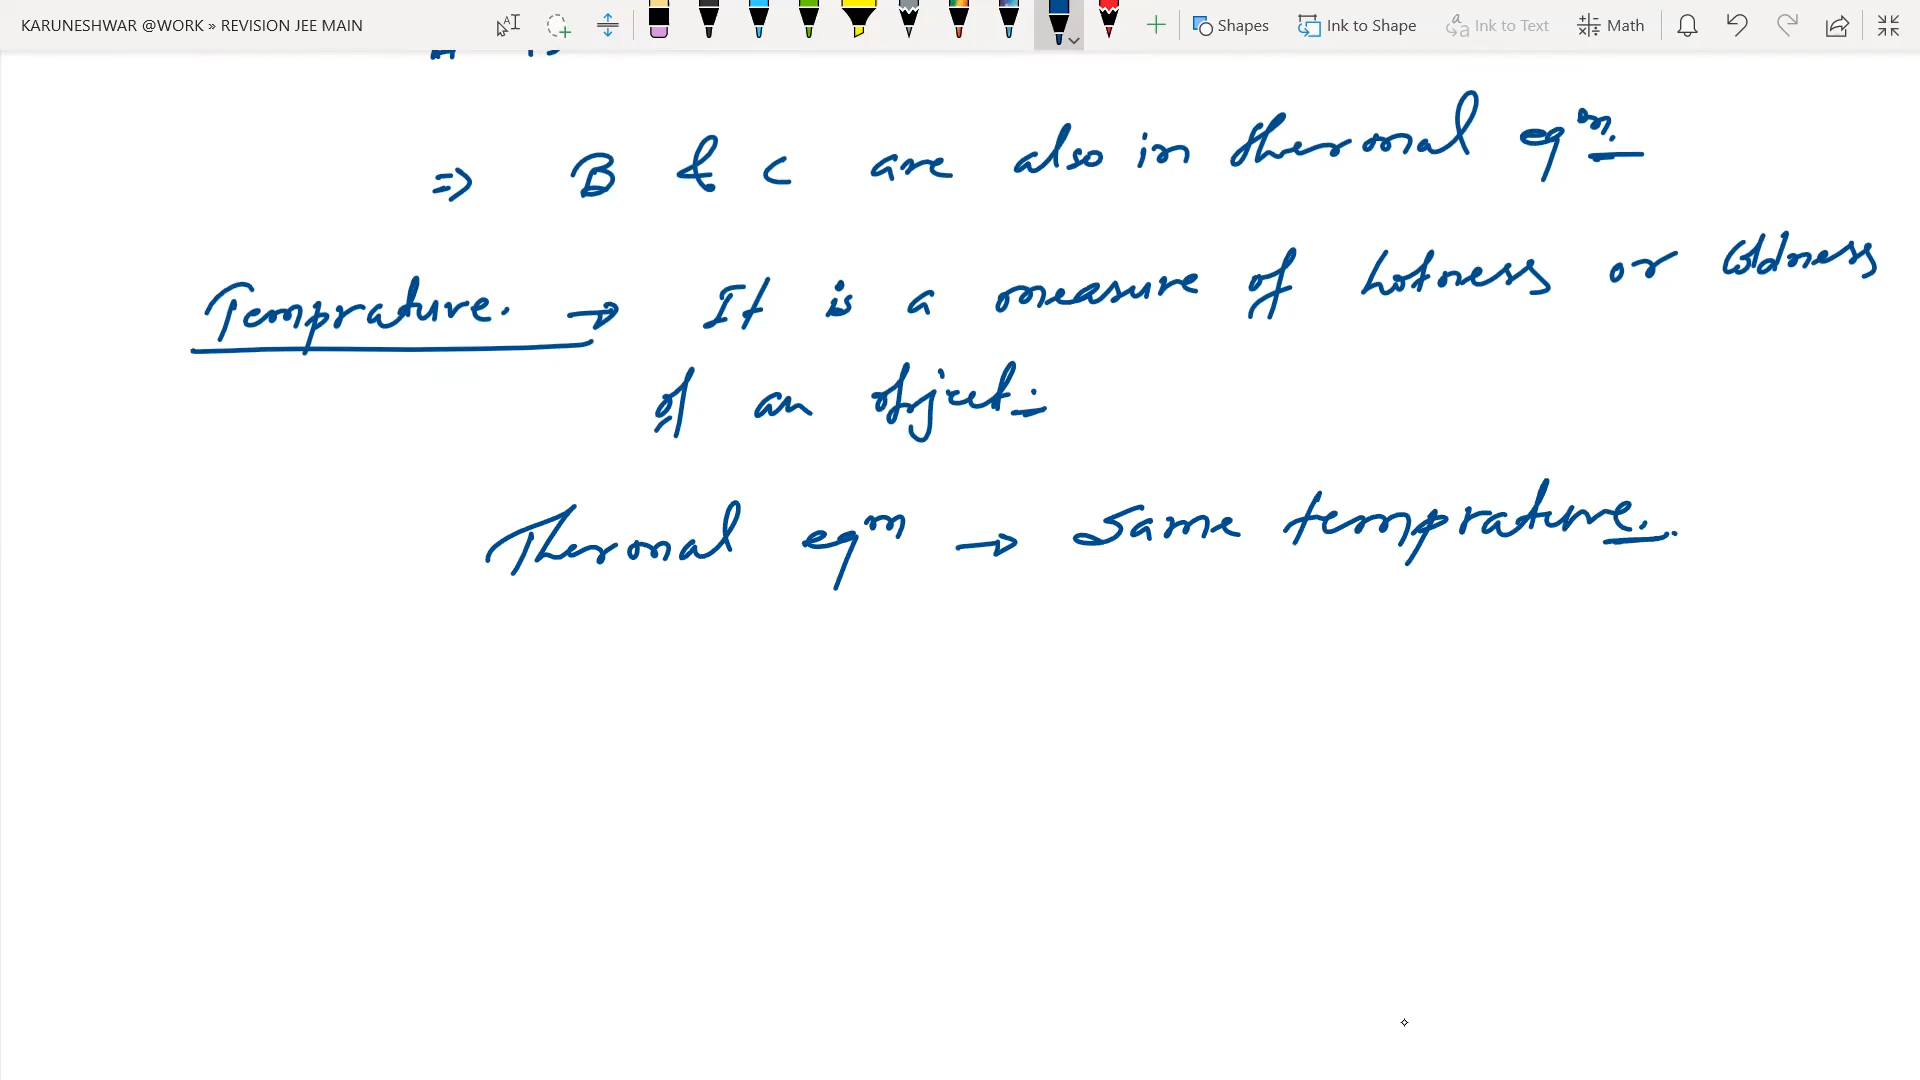 KARUNESHWAR @WORK » REVISION JEE MAIN Shapes Ink to Shape Ink to Text Math
=> B & C are also in thermal eqm.
Temprature. → It is a measure of hotness or coldness
of an object.
Thermal eqm → Same temprature..